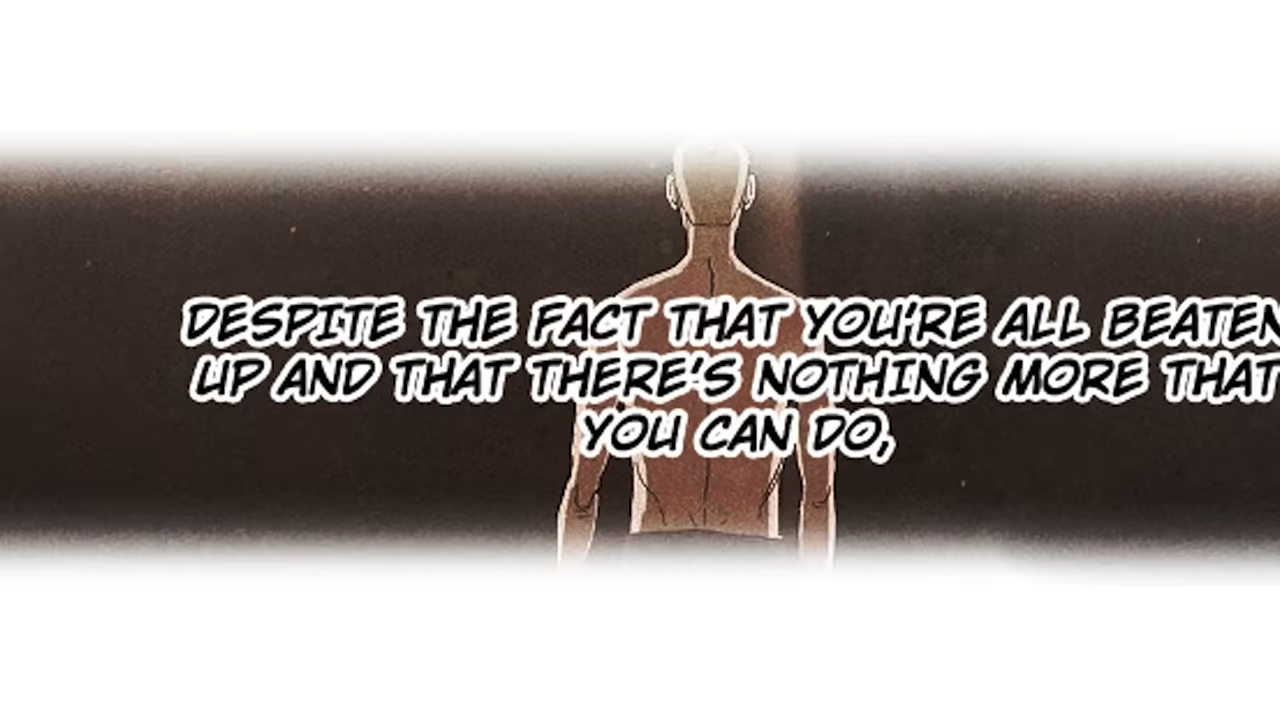 DESPITE THE FACT THAT YOU'RE ALL BEATEN
UP AND THAT THERE'S NOTHING MORE THAT
YOU CAN DO,